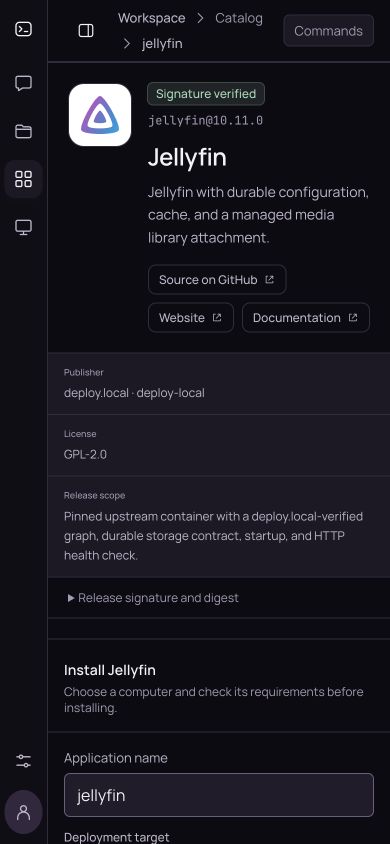 Workspace > Catalog
> jellyfin
Commands
Signature verified
jellyfin@10.11.0
Jellyfin
Jellyfin with durable configuration,
cache, and a managed media
library attachment.
Source on GitHub
Website
Documentation
Publisher
deploy.local · deploy-local
License
GPL-2.0
Release scope
Pinned upstream container with a deploy.local-verified
graph, durable storage contract, startup, and HTTP
health check.
Release signature and digest
Install Jellyfin
Choose a computer and check its requirements before
installing.
Application name
jellyfin
Deployment target